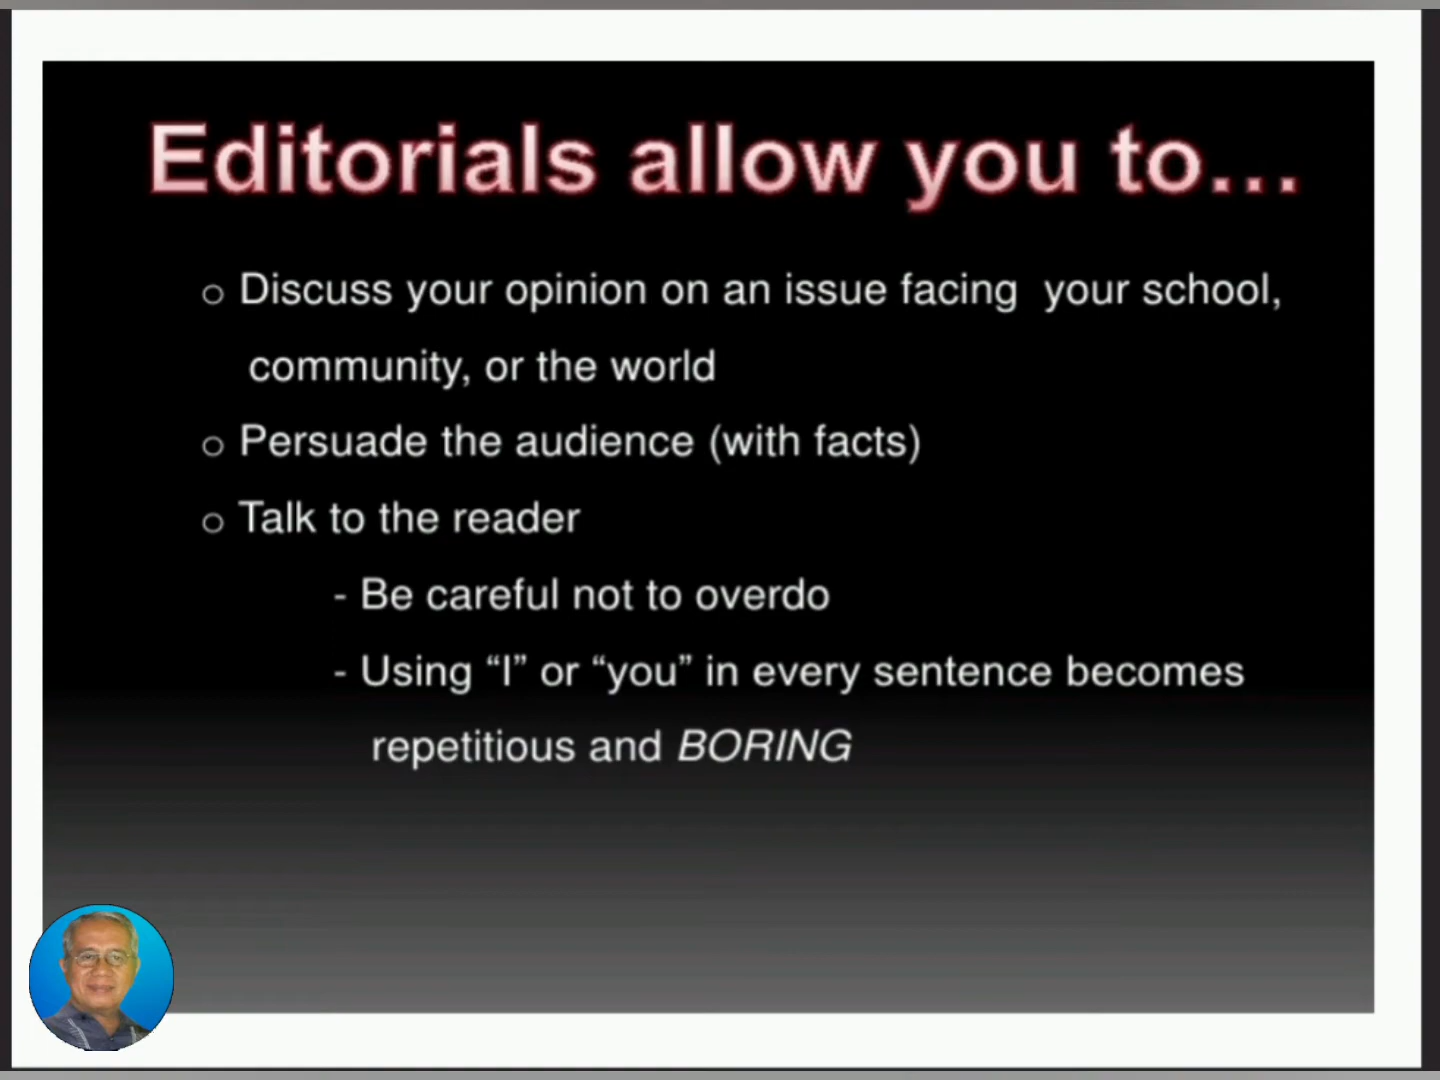 Editorials allow you to...
o Discuss your opinion on an issue facing your school,
community, or the world
o Persuade the audience (with facts)
o Talk to the reader
- Be careful not to overdo
- Using “I” or “you” in every sentence becomes
repetitious and BORING